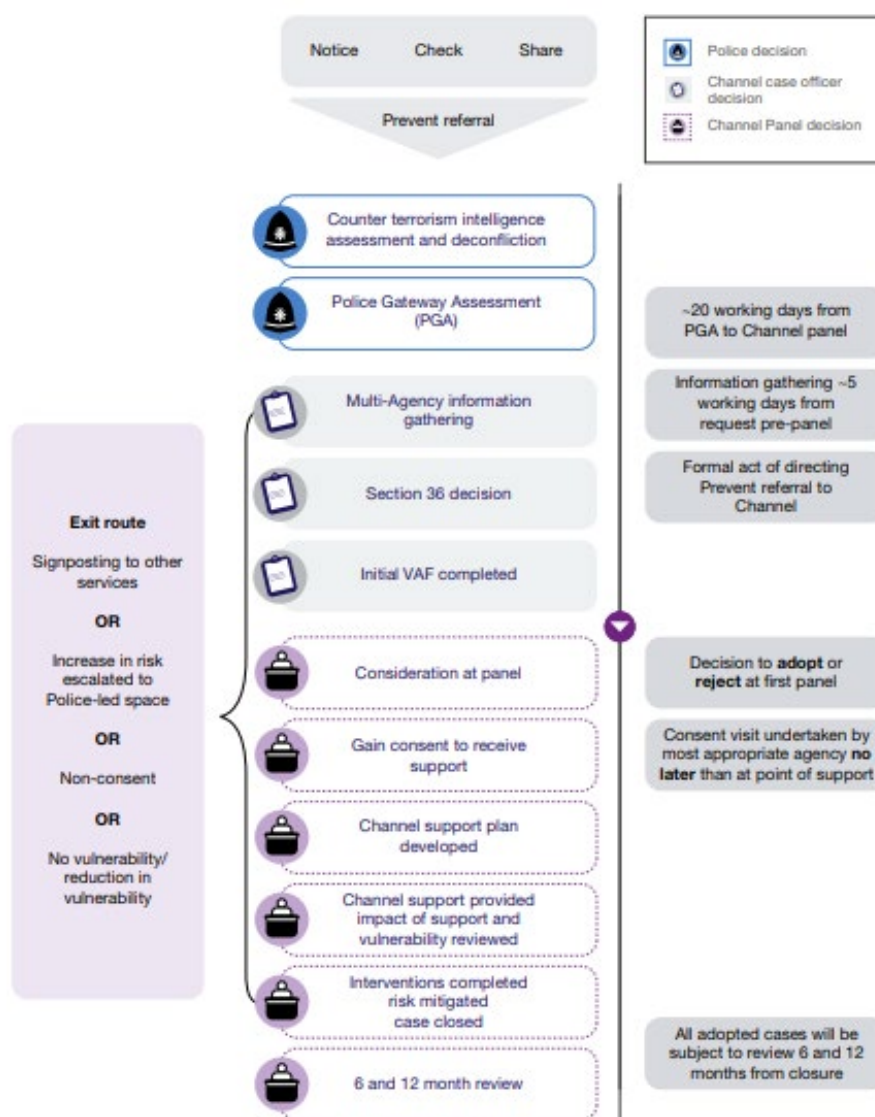 Notice Check Share
Prevent referral
Police decision
Channel case officer
decision
Channel Panel decision
Counter terrorism intelligence
assessment and deconfliction
Police Gateway Assessment
(PGA)
~20 working days from
PGA to Channel panel
Multi-Agency information
gathering
Information gathering ~5
working days from
request pre-panel
Section 36 decision
Formal act of directing
Prevent referral to
Channel
Initial VAF completed
Exit route
Signposting to other
services
OR
Increase in risk
escalated to
Police-led space
OR
Non-consent
OR
No vulnerability/
reduction in
vulnerability
Consideration at panel
Decision to adopt or
reject at first panel
Gain consent to receive
support
Consent visit undertaken by
most appropriate agency no
later than at point of support
Channel support plan
developed
Channel support provided
impact of support and
vulnerability reviewed
Interventions completed
risk mitigated
case closed
6 and 12 month review
All adopted cases will be
subject to review 6 and 12
months from closure